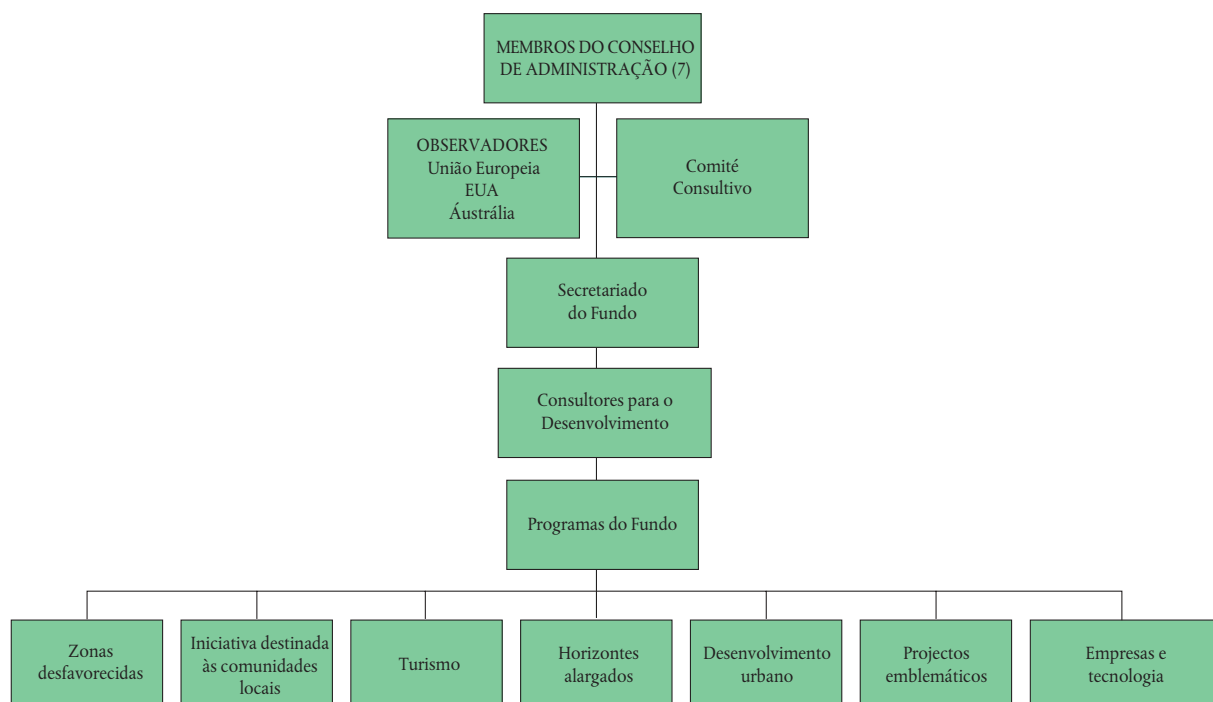 MEMBROS DO CONSELHO
DE ADMINISTRAÇÃO (7)
OBSERVADORES
União Europeia
EUA
Áustrália
Comité
Consultivo
Secretariado
do Fundo
Consultores para o
Desenvolvimento
Programas do Fundo
Zonas
desfavorecidas
Iniciativa destinada
às comunidades
locais
Turismo
Horizontes
alargados
Desenvolvimento
urbano
Projectos
emblemáticos
Empresas e
tecnologia